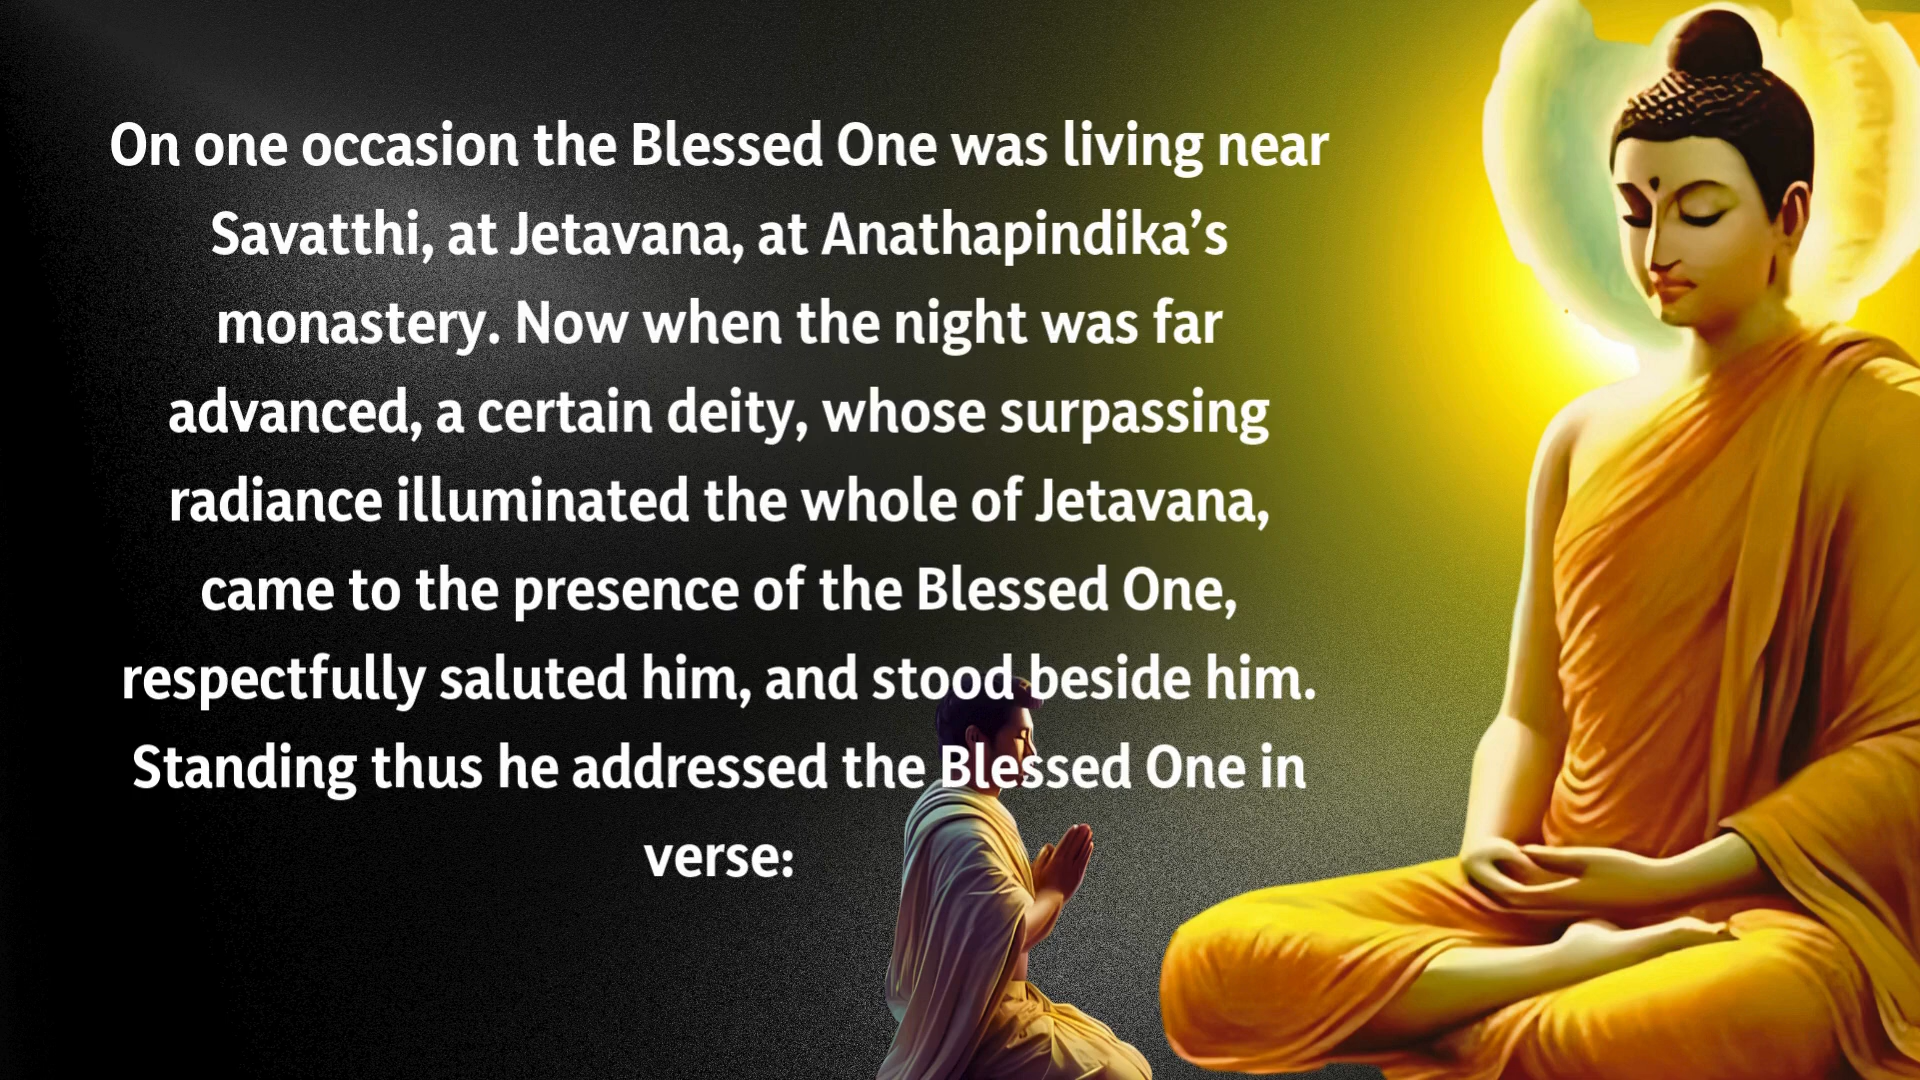 On one occasion the Blessed One was living near
Savatthi, at Jetavana, at Anathapindika’s
monastery. Now when the night was far
advanced, a certain deity, whose surpassing
radiance illuminated the whole of Jetavana,
came to the presence of the Blessed One,
respectfully saluted him, and stood beside him.
Standing thus he addressed the Blessed One in
verse: